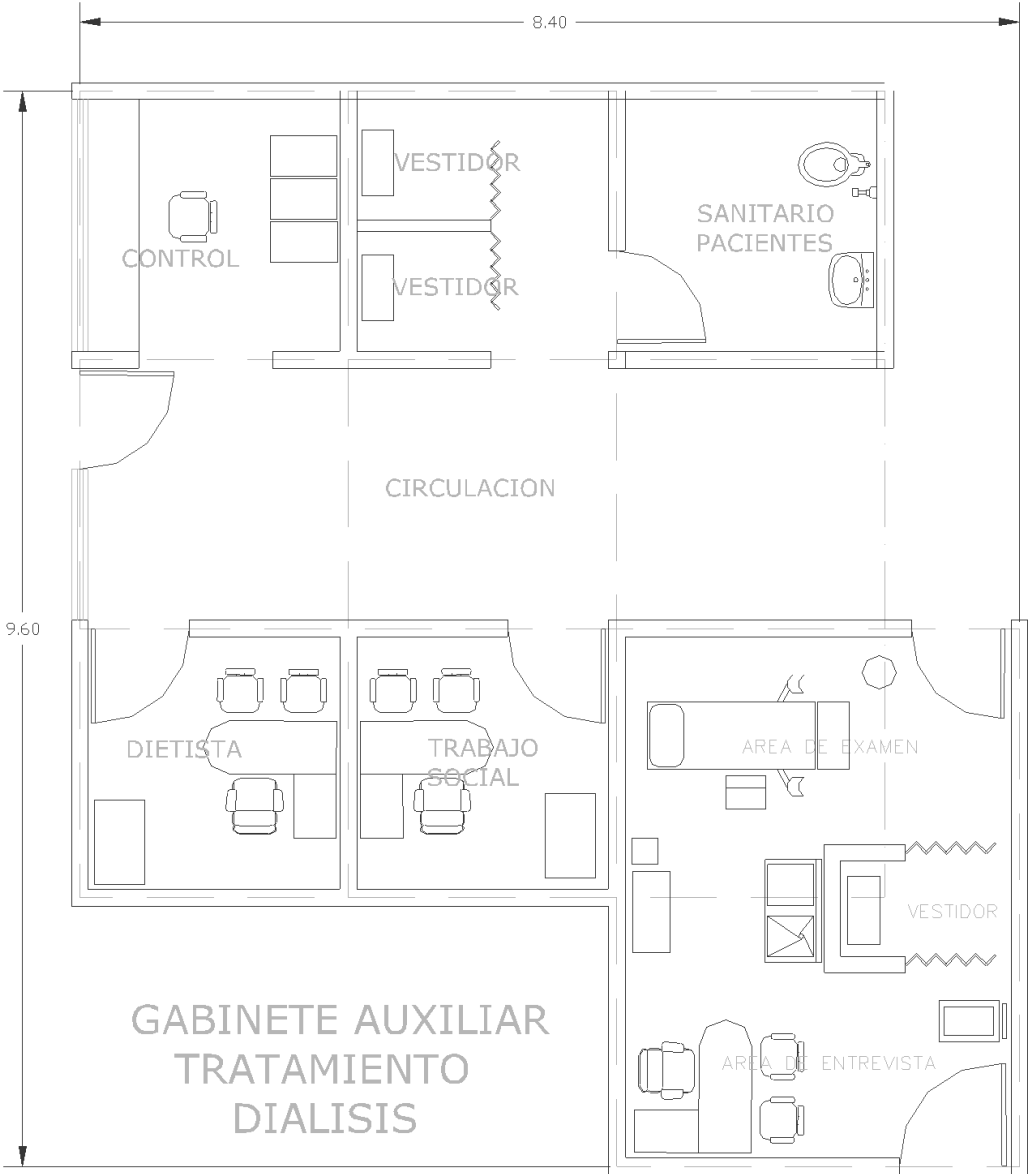 8.40
VESTIDOR
SANITARIO
PACIENTES
CONTROL
VESTIDOR
CIRCULACION
9.60
DIETISTA
TRABAJO
SOCIAL
AREA DE EXAMEN
VESTIDOR
GABINETE AUXILIAR
TRATAMIENTO
DIALISIS
AREA DE ENTREVISTA